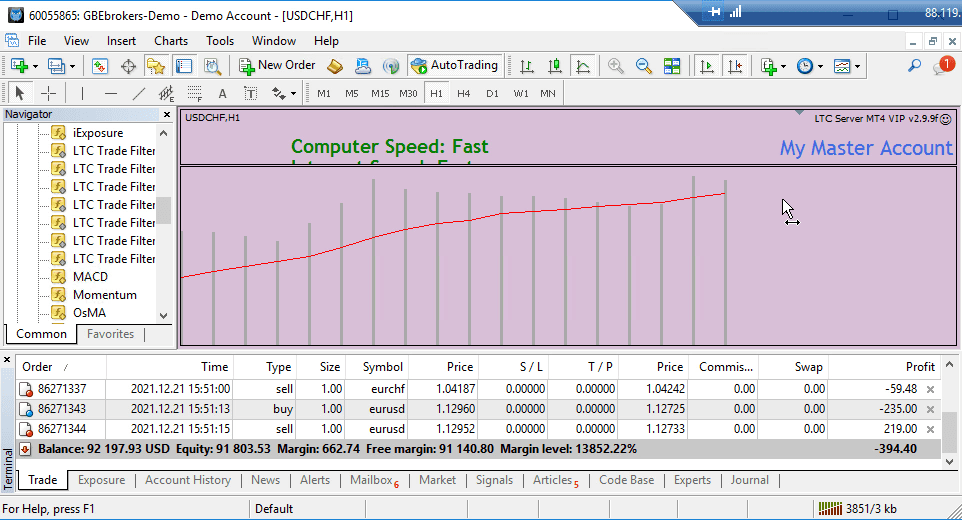 60055865: GBEbrokers-Demo - Demo Account - [USDCHF,H1]
88.119.
File View Insert Charts Tools Window Help
New Order AutoTrading 1
A T M1 M5 M15 M30 H1 H4 D1 W1 MN
Navigator
iExposure
LTC Trade Filter
LTC Trade Filter
LTC Trade Filter
LTC Trade Filter
LTC Trade Filter
LTC Trade Filter
LTC Trade Filter
MACD
Momentum
OsMA
Common Favorites
USDCHF,H1
LTC Server MT4 VIP v2.9.9f
Computer Speed: Fast
My Master Account
Order Time Type Size Symbol Price S / L T / P Price Commis... Swap Profit
86271337 2021.12.21 15:51:00 sell 1.00 eurchf 1.04187 0.00000 0.00000 1.04242 0.00 0.00 -59.48
86271343 2021.12.21 15:51:13 buy 1.00 eurusd 1.12960 0.00000 0.00000 1.12725 0.00 0.00 -235.00
86271344 2021.12.21 15:51:15 sell 1.00 eurusd 1.12952 0.00000 0.00000 1.12733 0.00 0.00 219.00
Balance: 92 197.93 USD Equity: 91 803.53 Margin: 662.74 Free margin: 91 140.80 Margin level: 13852.22% -394.40
Terminal
Trade Exposure Account History News Alerts Mailbox 6 Market Signals Articles 5 Code Base Experts Journal
For Help, press F1 Default 3851/3 kb